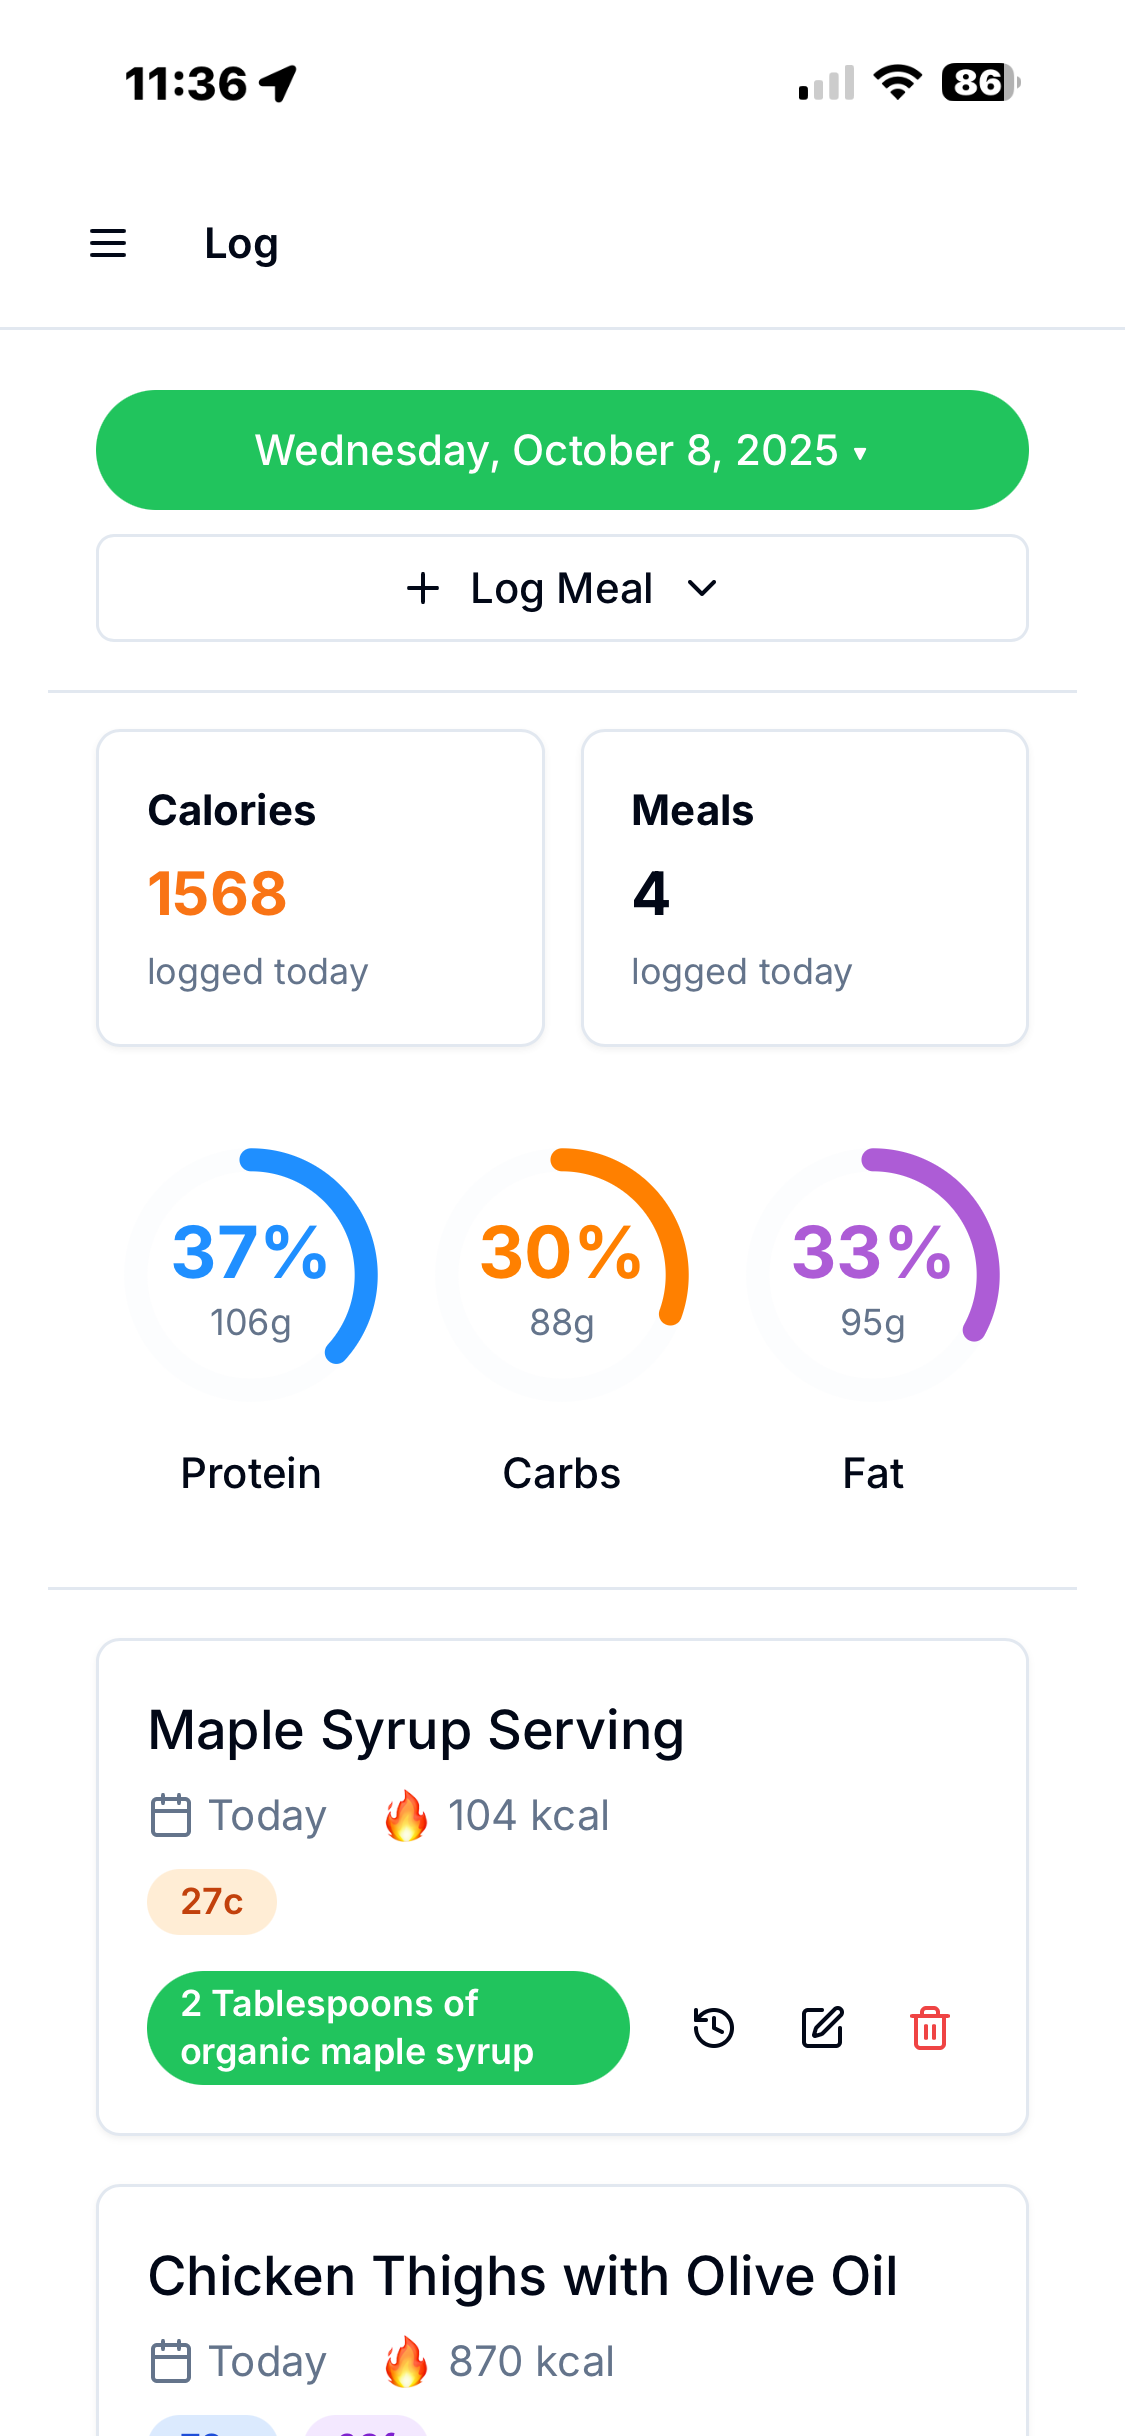 11:36
86
Log
Wednesday, October 8, 2025 ▾
+ Log Meal
Calories
1568
logged today
Meals
4
logged today
37%
106g
Protein
30%
88g
Carbs
33%
95g
Fat
Maple Syrup Serving
Today 🔥 104 kcal
27c
2 Tablespoons of
organic maple syrup
Chicken Thighs with Olive Oil
Today 🔥 870 kcal